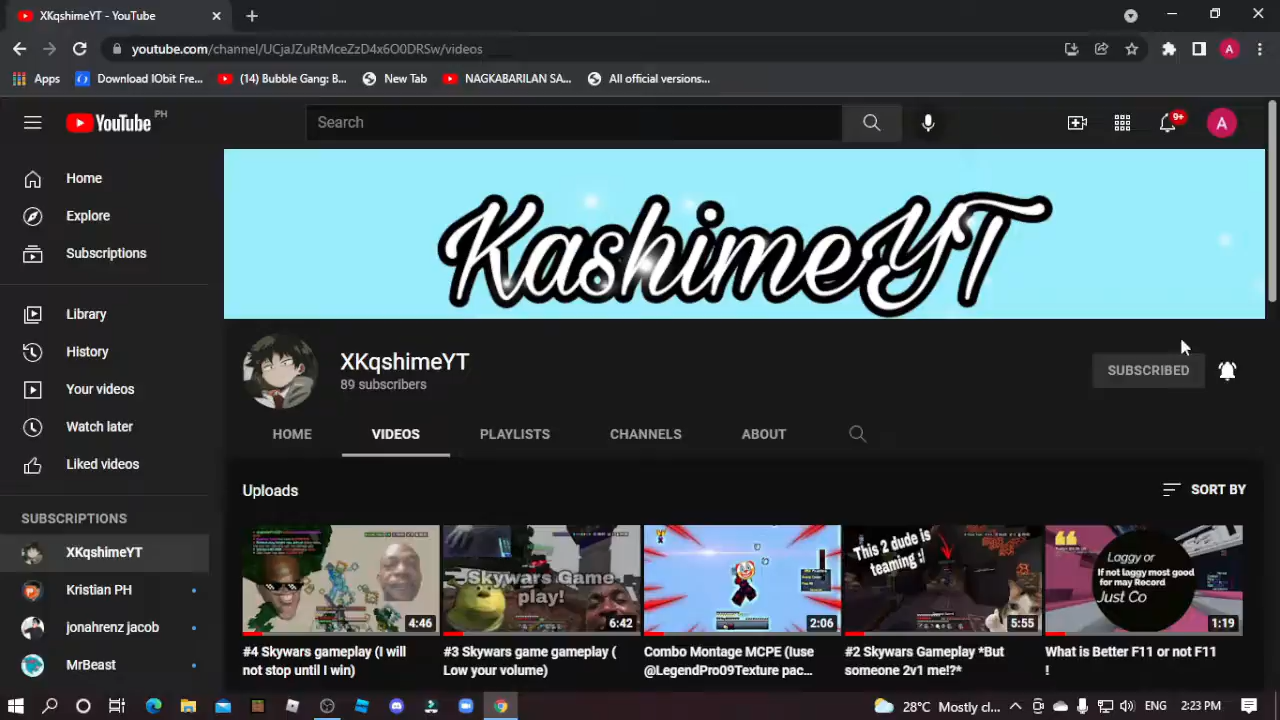 XKqshimeYT - YouTube
youtube.com/channel/UCjaJZuRtMceZzD4x6O0DRSw/videos
Apps
Download IObit Fre...
(14) Bubble Gang: B...
New Tab
NAGKABARILAN SA...
All official versions...
YouTube PH
Search
9+
A
Home
Explore
Subscriptions
Library
History
Your videos
Watch later
Liked videos
SUBSCRIPTIONS
XKqshimeYT
Kristian PH
jonahrenz jacob
MrBeast
KashimeYT
XKqshimeYT
89 subscribers
SUBSCRIBED
HOME
VIDEOS
PLAYLISTS
CHANNELS
ABOUT
Uploads
SORT BY
4:46
#4 Skywars gameplay (I will
not stop until I win)
Skywars Game
play!
6:42
#3 Skywars game gameplay (
Low your volume)
2:06
Combo Montage MCPE (Iuse
@LegendPro09Texture pac...
This 2 dude is
teaming :/
5:55
#2 Skywars Gameplay *But
someone 2v1 me!?*
Laggy or
If not laggy most good
for may Record
Just Co
1:19
What is Better F11 or not F11
!
28°C Mostly cl...
ENG
2:23 PM